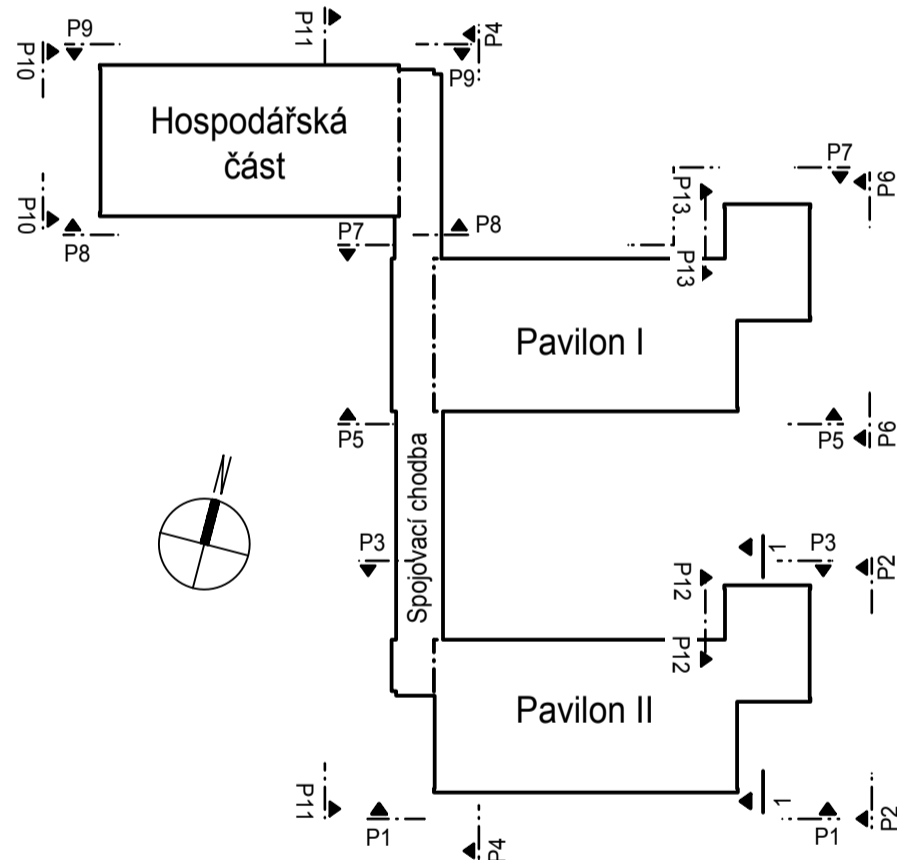 P9
P11
P4
P10
P9
Hospodářská
část
P7
P6
P13
P10
P8
P7
P8
P13
Pavilon I
P5
P5
P6
Spojovací chodba
N
P3
1
P3
P2
P12
P12
Pavilon II
P11
P1
P4
1
P1
P2